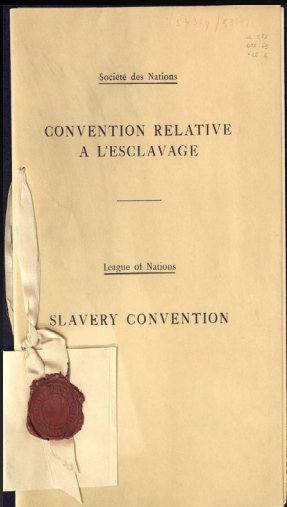 Société des Nations
CONVENTION RELATIVE
A L'ESCLAVAGE
League of Nations
SLAVERY CONVENTION